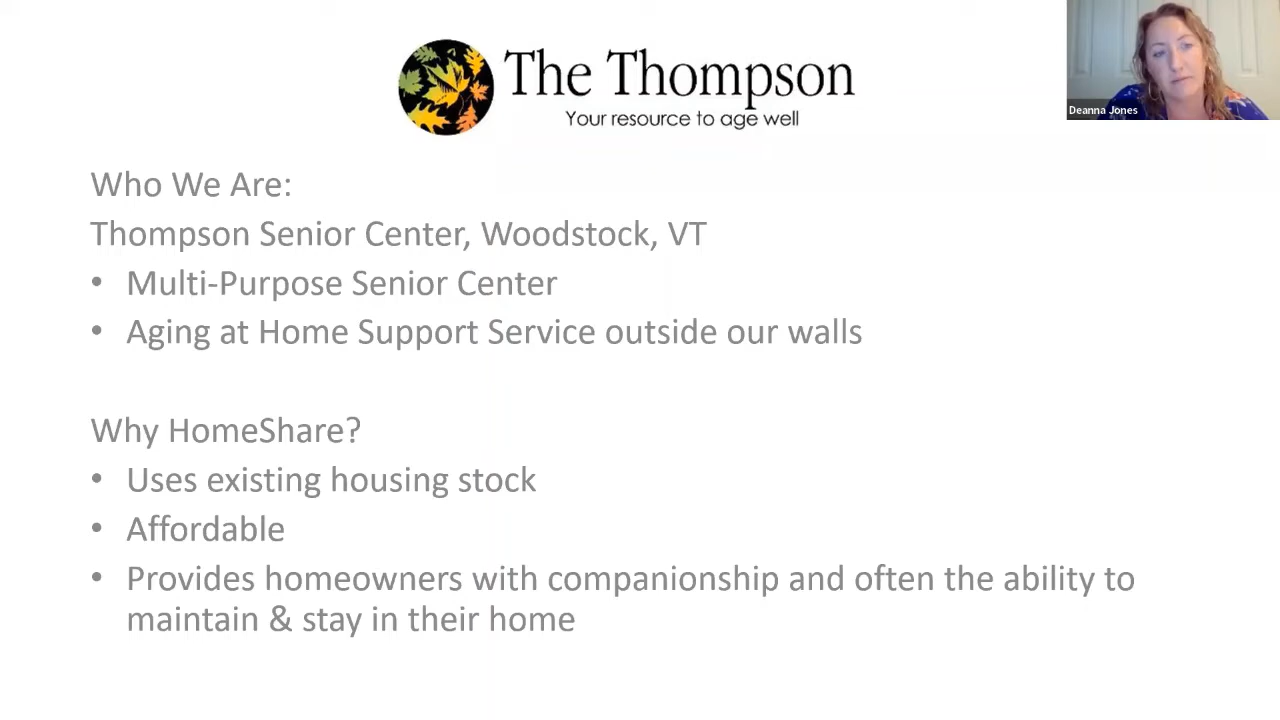 The Thompson
Your resource to age well
Deanna Jones
Who We Are:
Thompson Senior Center, Woodstock, VT
• Multi-Purpose Senior Center
• Aging at Home Support Service outside our walls
Why HomeShare?
• Uses existing housing stock
• Affordable
• Provides homeowners with companionship and often the ability to
maintain & stay in their home